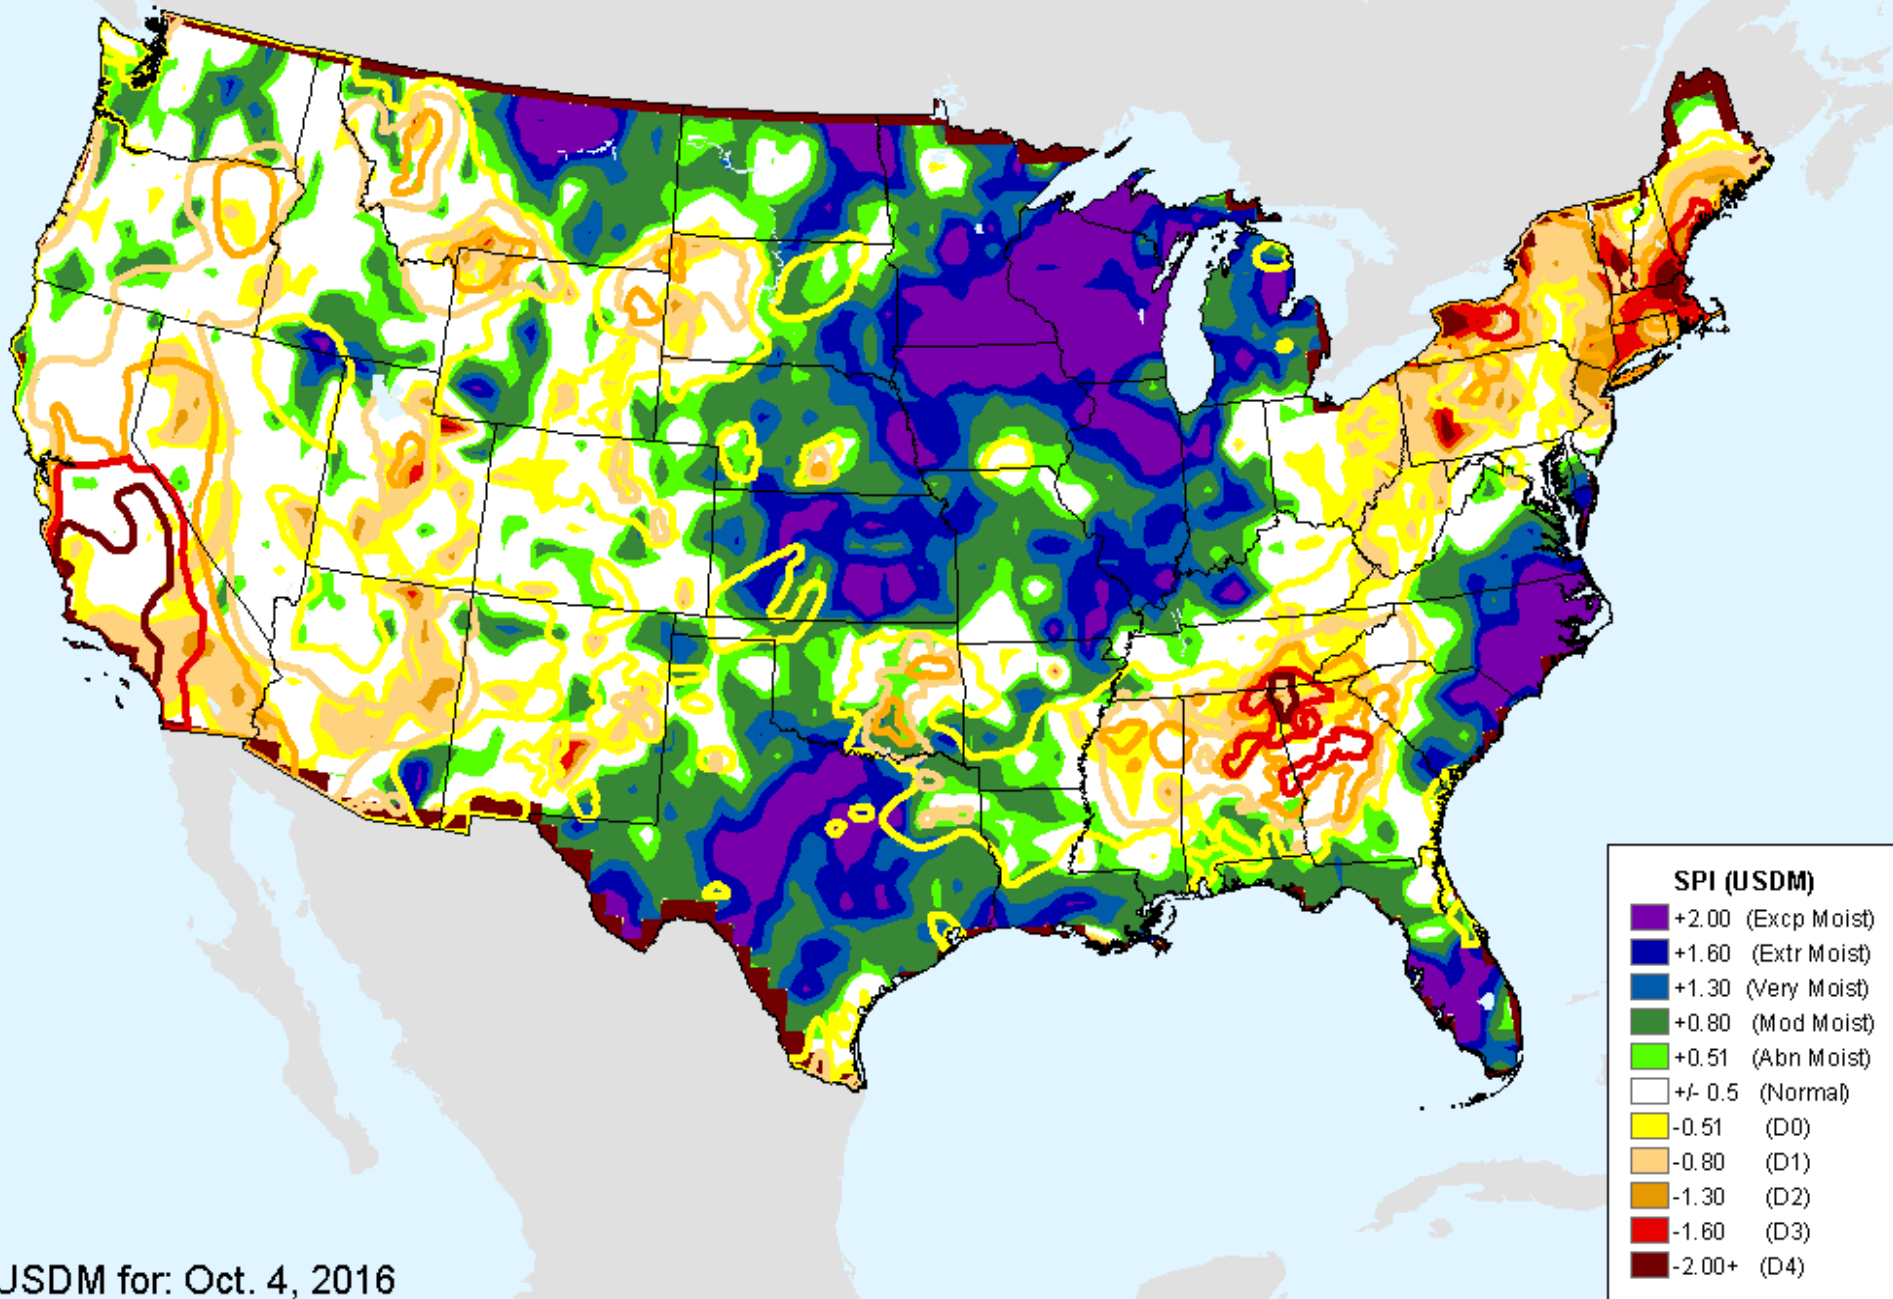 SPI (USDM)
+2.00 (Excp Moist)
+1.60 (Extr Moist)
+1.30 (Very Moist)
+0.80 (Mod Moist)
+0.51 (Abn Moist)
+/- 0.5 (Normal)
-0.51 (D0)
-0.80 (D1)
-1.30 (D2)
-1.60 (D3)
-2.00+ (D4)
USDM for: Oct. 4, 2016